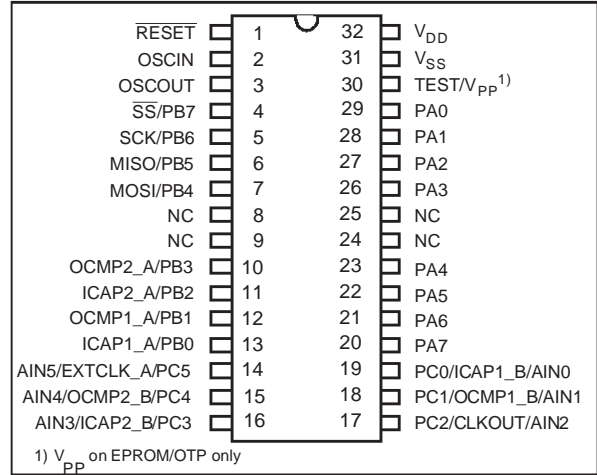 RESET 1 32 VDD
OSCIN 2 31 VSS
OSCOUT 3 30 TEST/VPP1)
SS/PB7 4 29 PA0
SCK/PB6 5 28 PA1
MISO/PB5 6 27 PA2
MOSI/PB4 7 26 PA3
NC 8 25 NC
NC 9 24 NC
OCMP2_A/PB3 10 23 PA4
ICAP2_A/PB2 11 22 PA5
OCMP1_A/PB1 12 21 PA6
ICAP1_A/PB0 13 20 PA7
AIN5/EXTCLK_A/PC5 14 19 PC0/ICAP1_B/AIN0
AIN4/OCMP2_B/PC4 15 18 PC1/OCMP1_B/AIN1
AIN3/ICAP2_B/PC3 16 17 PC2/CLKOUT/AIN2
1) VPP on EPROM/OTP only